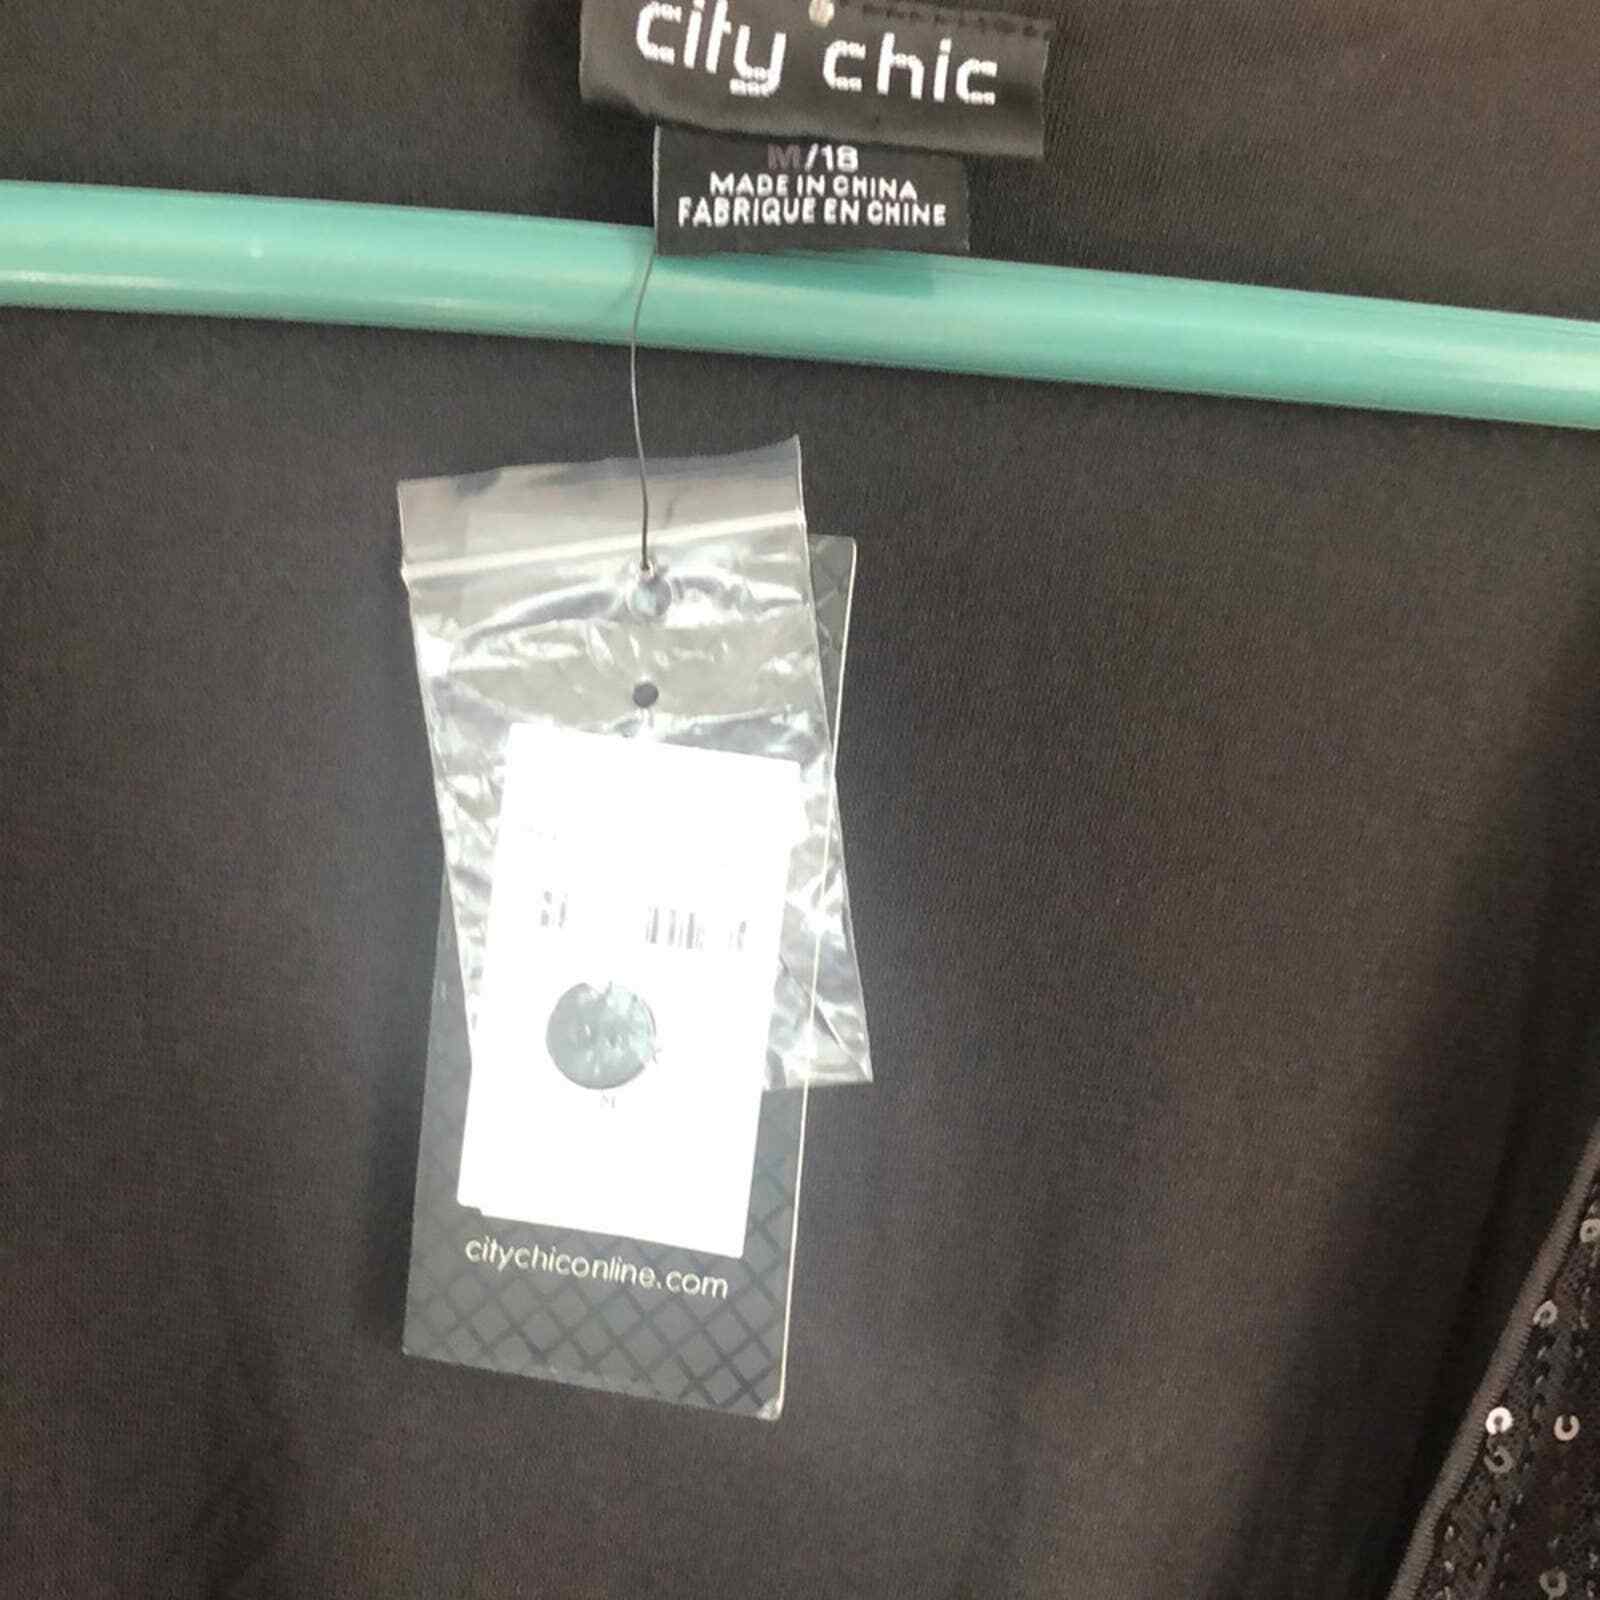 city chic
M/18
MADE IN CHINA
FABRIQUE EN CHINE
citychiconline.com